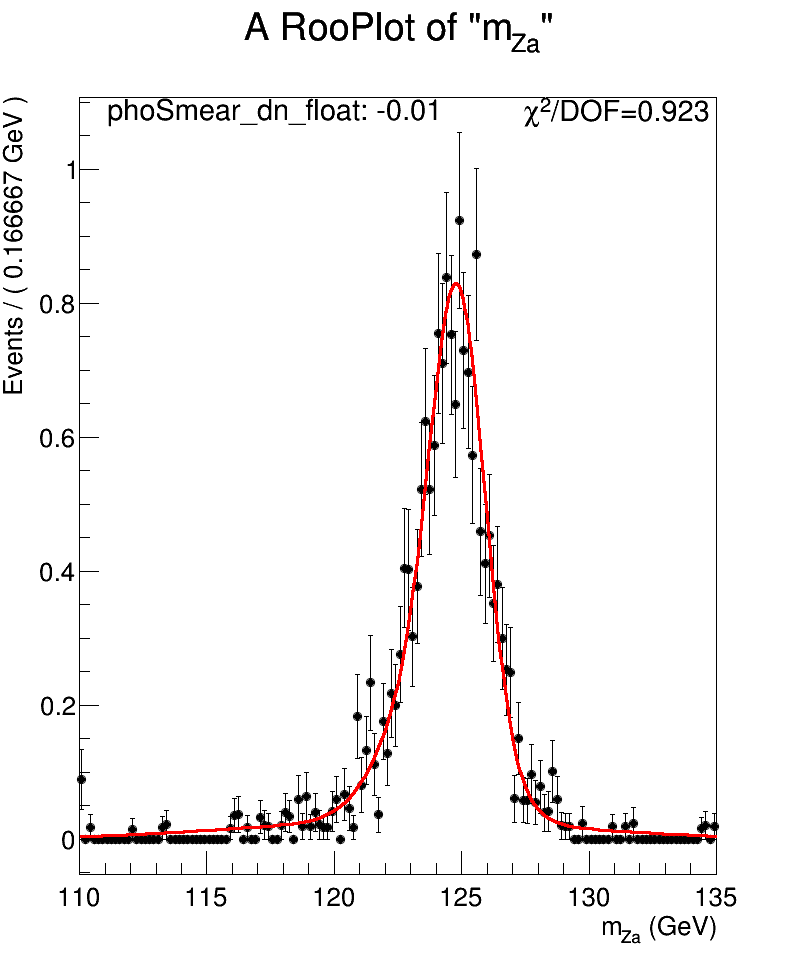 A RooPlot of "m_Za"
phoSmear_dn_float: -0.01
χ²/DOF=0.923
Events / ( 0.166667 GeV )
1
0.8
0.6
0.4
0.2
0
110 115 120 125 130 135
m_Za (GeV)